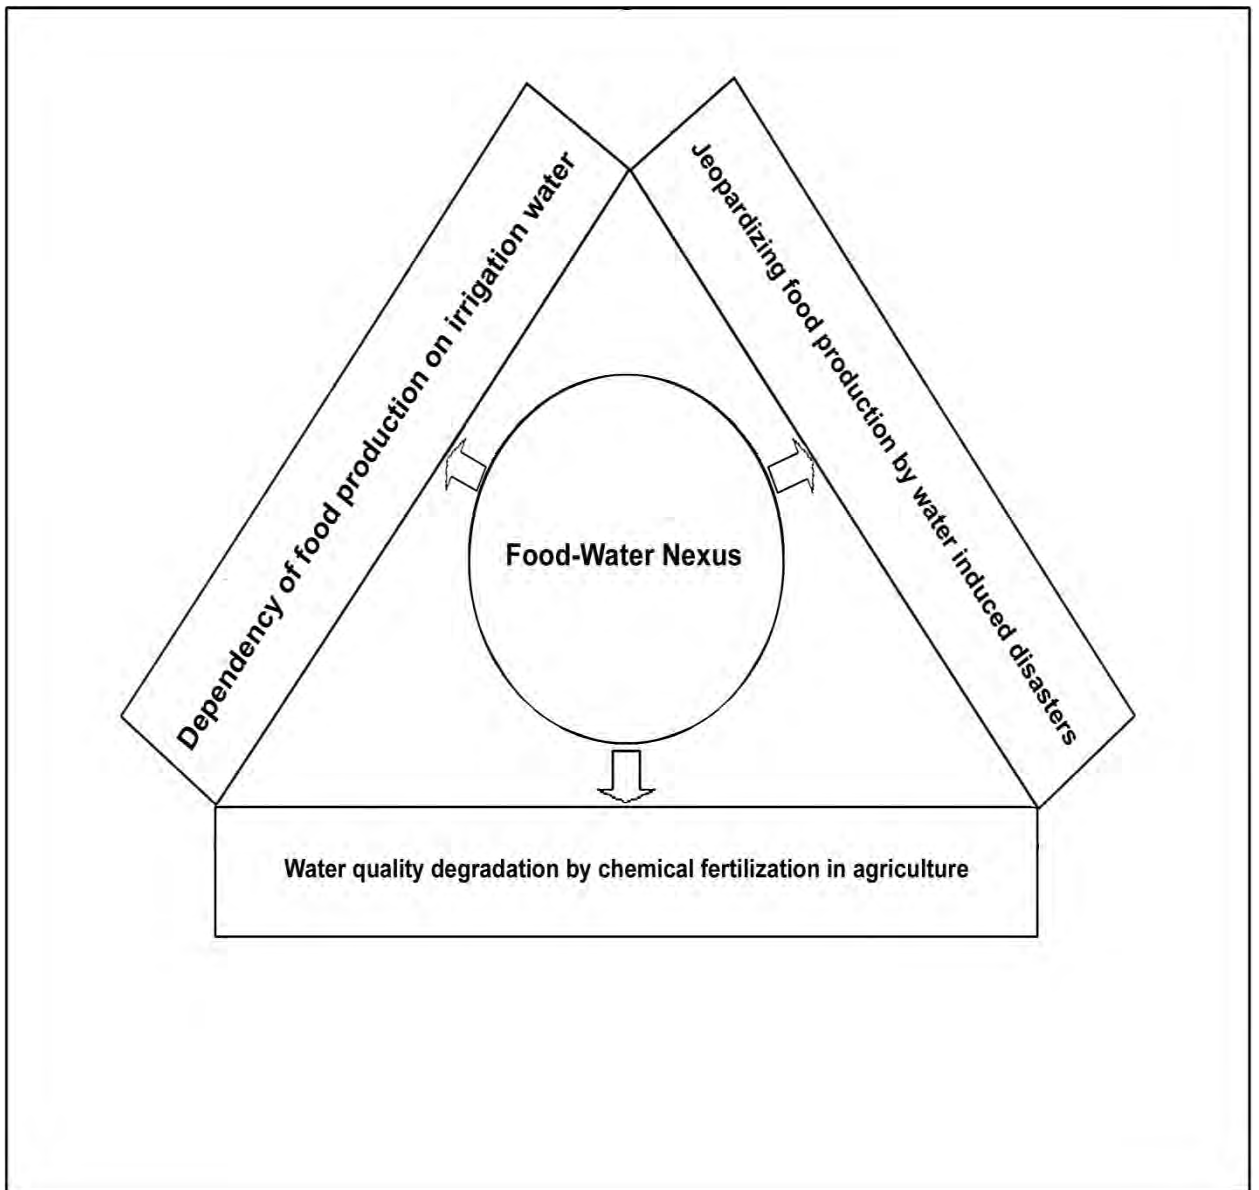 Dependency of food production on irrigation water
Jeopardizing food production by water induced disasters
Food-Water Nexus
Water quality degradation by chemical fertilization in agriculture